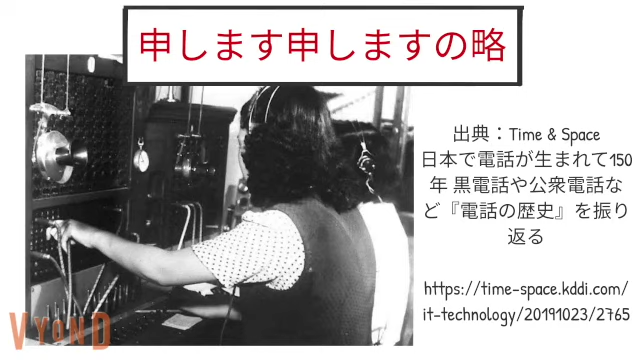 申します申しますの略
出典：Time & Space
日本で電話が生まれて150
年 黒電話や公衆電話な
ど『電話の歴史』を振り
返る
https://time-space.kddi.com/
it-technology/20191023/2765
VYOND